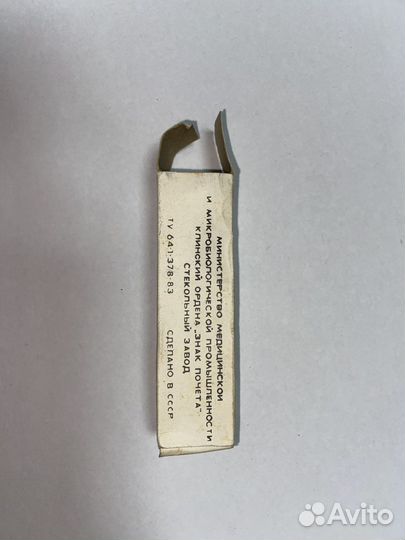 МИНИСТЕРСТВО МЕДИЦИНСКОЙ
И МИКРОБИОЛОГИЧЕСКОЙ ПРОМЫШЛЕННОСТИ
КЛИНСКИЙ ОРДЕНА „ЗНАК ПОЧЕТА"
СТЕКОЛЬНЫЙ ЗАВОД
ТУ 64-1-378-83 СДЕЛАНО В СССР
Avito